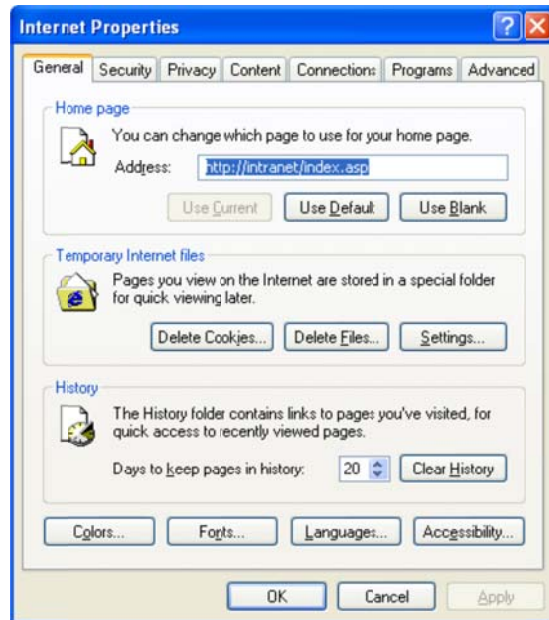 Internet Properties
General Security Privacy Content Connections Programs Advanced
Home page
You can change which page to use for your home page.
Address: http://intranet/index.asp
Use Current Use Default Use Blank
Temporary Internet files
Pages you view on the Internet are stored in a special folder
for quick viewing later.
Delete Cookies... Delete Files... Settings...
History
The History folder contains links to pages you've visited, for
quick access to recently viewed pages.
Days to keep pages in history: 20 Clear History
Colors... Fonts... Languages... Accessibility...
OK Cancel Apply